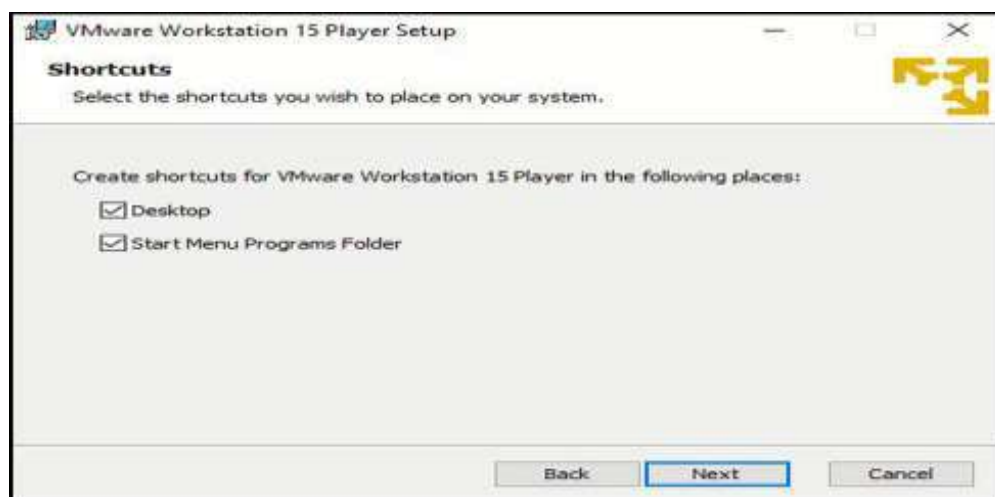 VMware Workstation 15 Player Setup
Shortcuts
Select the shortcuts you wish to place on your system.
Create shortcuts for VMware Workstation 15 Player in the following places:
Desktop
Start Menu Programs Folder
Back Next Cancel